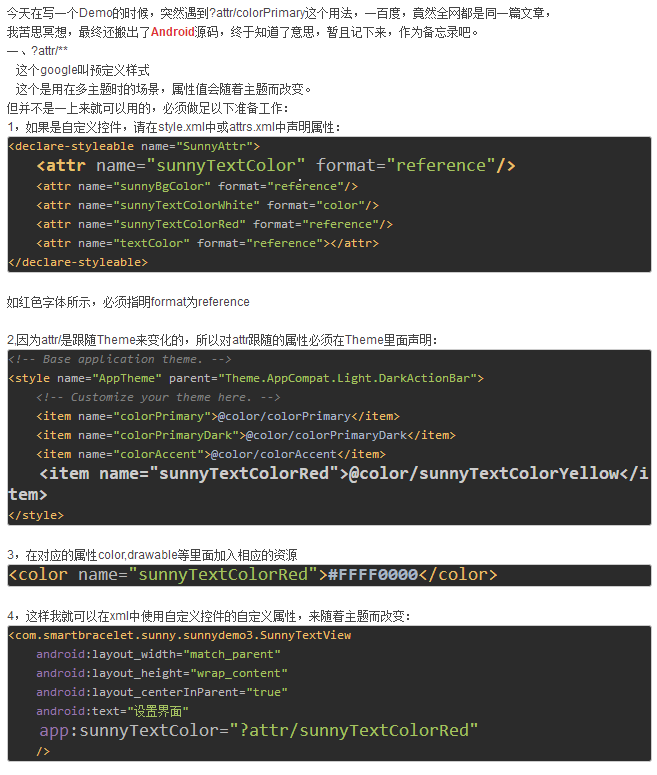 今天在写一个Demo的时候，突然遇到?attr/colorPrimary这个用法，一百度，竟然全网都是同一篇文章，
我苦思冥想，最终还搬出了Android源码，终于知道了意思，暂且记下来，作为备忘录吧。
一、?attr/**
这个google叫预定义样式
这个是用在多主题时的场景，属性值会随着主题而改变。
但并不是一上来就可以用的，必须做足以下准备工作：
1，如果是自定义控件，请在style.xml中或attrs.xml中声明属性：
<declare-styleable name="SunnyAttr">
<attr name="sunnyTextColor" format="reference"/>
<attr name="sunnyBgColor" format="reference"/>
<attr name="sunnyTextColorWhite" format="color"/>
<attr name="sunnyTextColorRed" format="reference"/>
<attr name="textColor" format="reference"></attr>
</declare-styleable>
如红色字体所示，必须指明format为reference
2,因为attr/是跟随Theme来变化的，所以对attr跟随的属性必须在Theme里面声明：
<!-- Base application theme. -->
<style name="AppTheme" parent="Theme.AppCompat.Light.DarkActionBar">
<!-- Customize your theme here. -->
<item name="colorPrimary">@color/colorPrimary</item>
<item name="colorPrimaryDark">@color/colorPrimaryDark</item>
<item name="colorAccent">@color/colorAccent</item>
<item name="sunnyTextColorRed">@color/sunnyTextColorYellow</i
tem>
</style>
3，在对应的属性color,drawable等里面加入相应的资源
<color name="sunnyTextColorRed">#FFFF0000</color>
4，这样我就可以在xml中使用自定义控件的自定义属性，来随着主题而改变：
<com.smartbracelet.sunny.sunnydemo3.SunnyTextView
android:layout_width="match_parent"
android:layout_height="wrap_content"
android:layout_centerInParent="true"
android:text="设置界面"
app:sunnyTextColor="?attr/sunnyTextColorRed"
/>